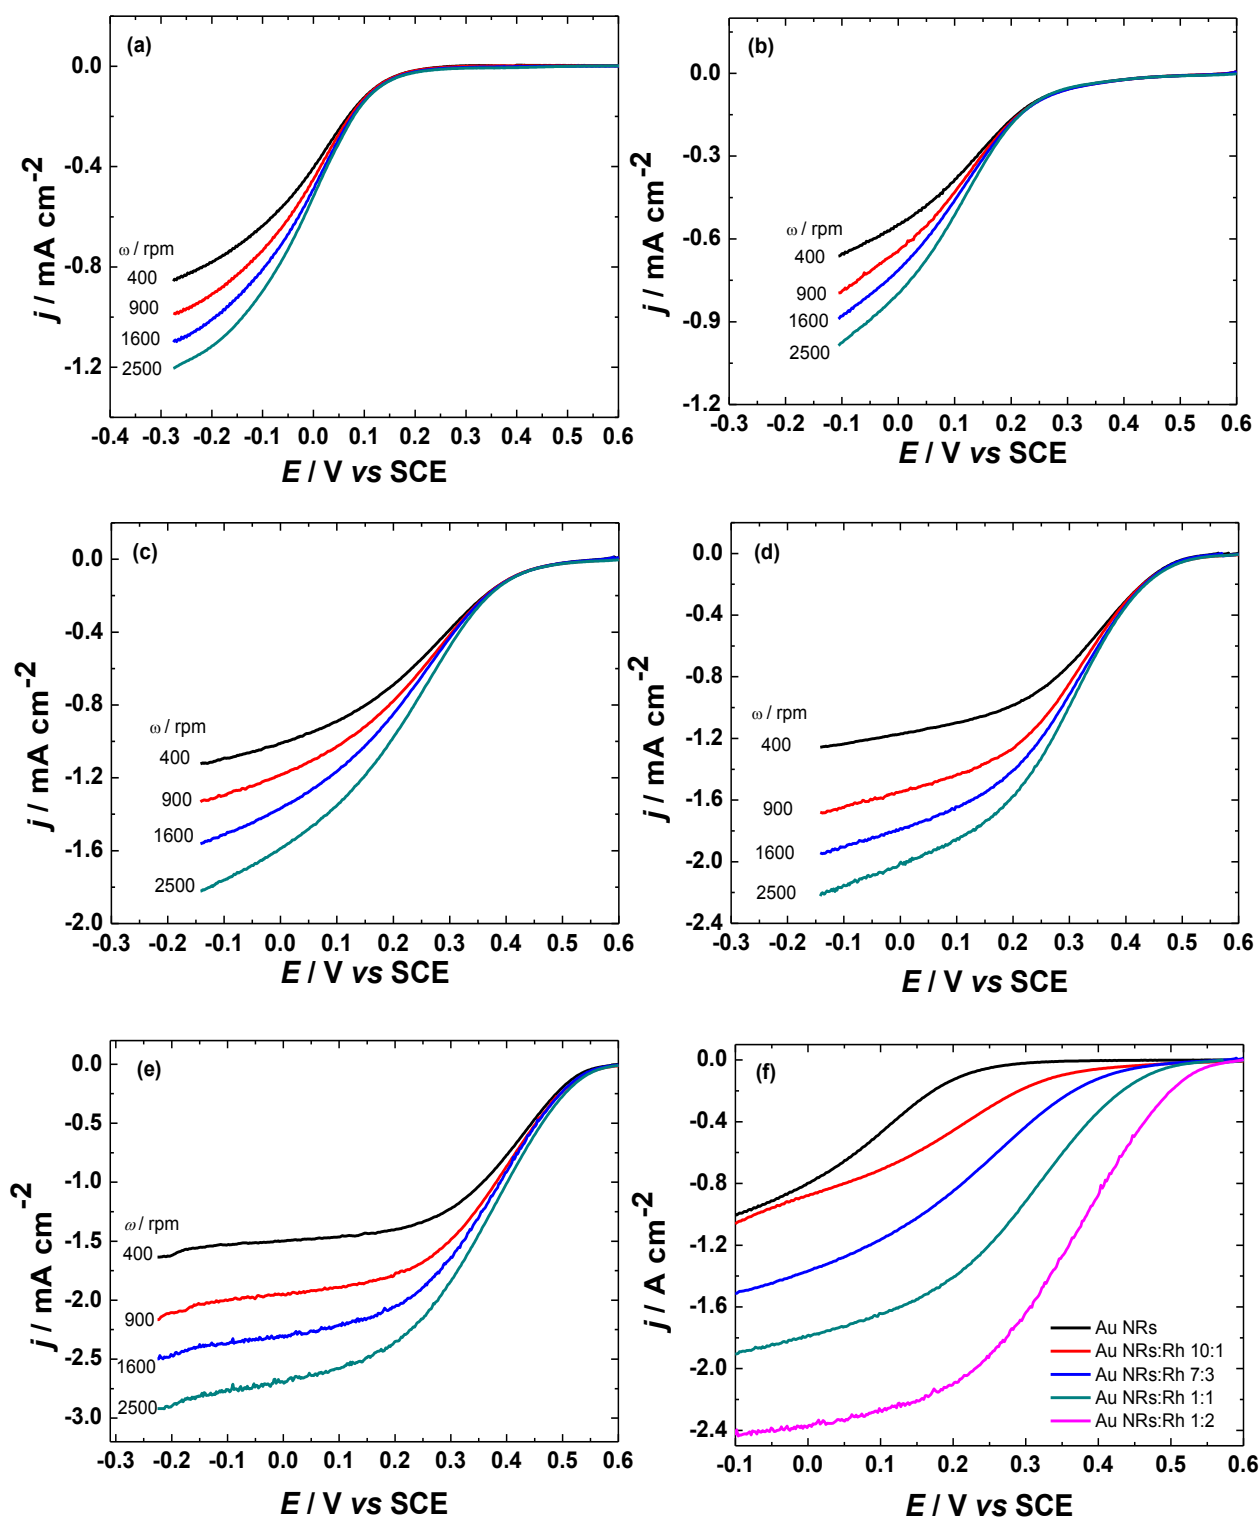 (a)
0.0
-0.4
-0.8
-1.2
j / mA cm-2
ω / rpm
400
900
1600
2500
-0.4 -0.3 -0.2 -0.1 0.0 0.1 0.2 0.3 0.4 0.5 0.6
E / V vs SCE
(b)
0.0
-0.3
-0.6
-0.9
-1.2
j / mA cm-2
ω / rpm
400
900
1600
2500
-0.3 -0.2 -0.1 0.0 0.1 0.2 0.3 0.4 0.5 0.6
E / V vs SCE
(c)
0.0
-0.4
-0.8
-1.2
-1.6
-2.0
j / mA cm-2
ω / rpm
400
900
1600
2500
-0.3 -0.2 -0.1 0.0 0.1 0.2 0.3 0.4 0.5 0.6
E / V vs SCE
(d)
0.0
-0.4
-0.8
-1.2
-1.6
-2.0
-2.4
j / mA cm-2
ω / rpm
400
900
1600
2500
-0.3 -0.2 -0.1 0.0 0.1 0.2 0.3 0.4 0.5 0.6
E / V vs SCE
(e)
0.0
-0.5
-1.0
-1.5
-2.0
-2.5
-3.0
j / mA cm-2
ω / rpm
400
900
1600
2500
-0.3 -0.2 -0.1 0.0 0.1 0.2 0.3 0.4 0.5 0.6
E / V vs SCE
(f)
0.0
-0.4
-0.8
-1.2
-1.6
-2.0
-2.4
j / A cm-2
Au NRs
Au NRs:Rh 10:1
Au NRs:Rh 7:3
Au NRs:Rh 1:1
Au NRs:Rh 1:2
-0.1 0.0 0.1 0.2 0.3 0.4 0.5 0.6
E / V vs SCE